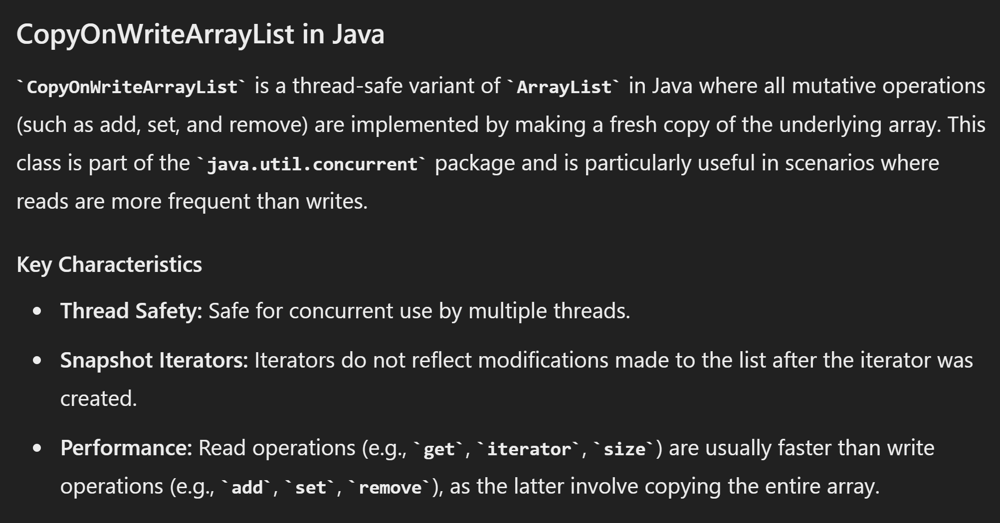 CopyOnWriteArrayList in Java
`CopyOnWriteArrayList` is a thread-safe variant of `ArrayList` in Java where all mutative operations
(such as add, set, and remove) are implemented by making a fresh copy of the underlying array. This
class is part of the `java.util.concurrent` package and is particularly useful in scenarios where
reads are more frequent than writes.
Key Characteristics
• Thread Safety: Safe for concurrent use by multiple threads.
• Snapshot Iterators: Iterators do not reflect modifications made to the list after the iterator was
created.
• Performance: Read operations (e.g., `get`, `iterator`, `size`) are usually faster than write
operations (e.g., `add`, `set`, `remove`), as the latter involve copying the entire array.